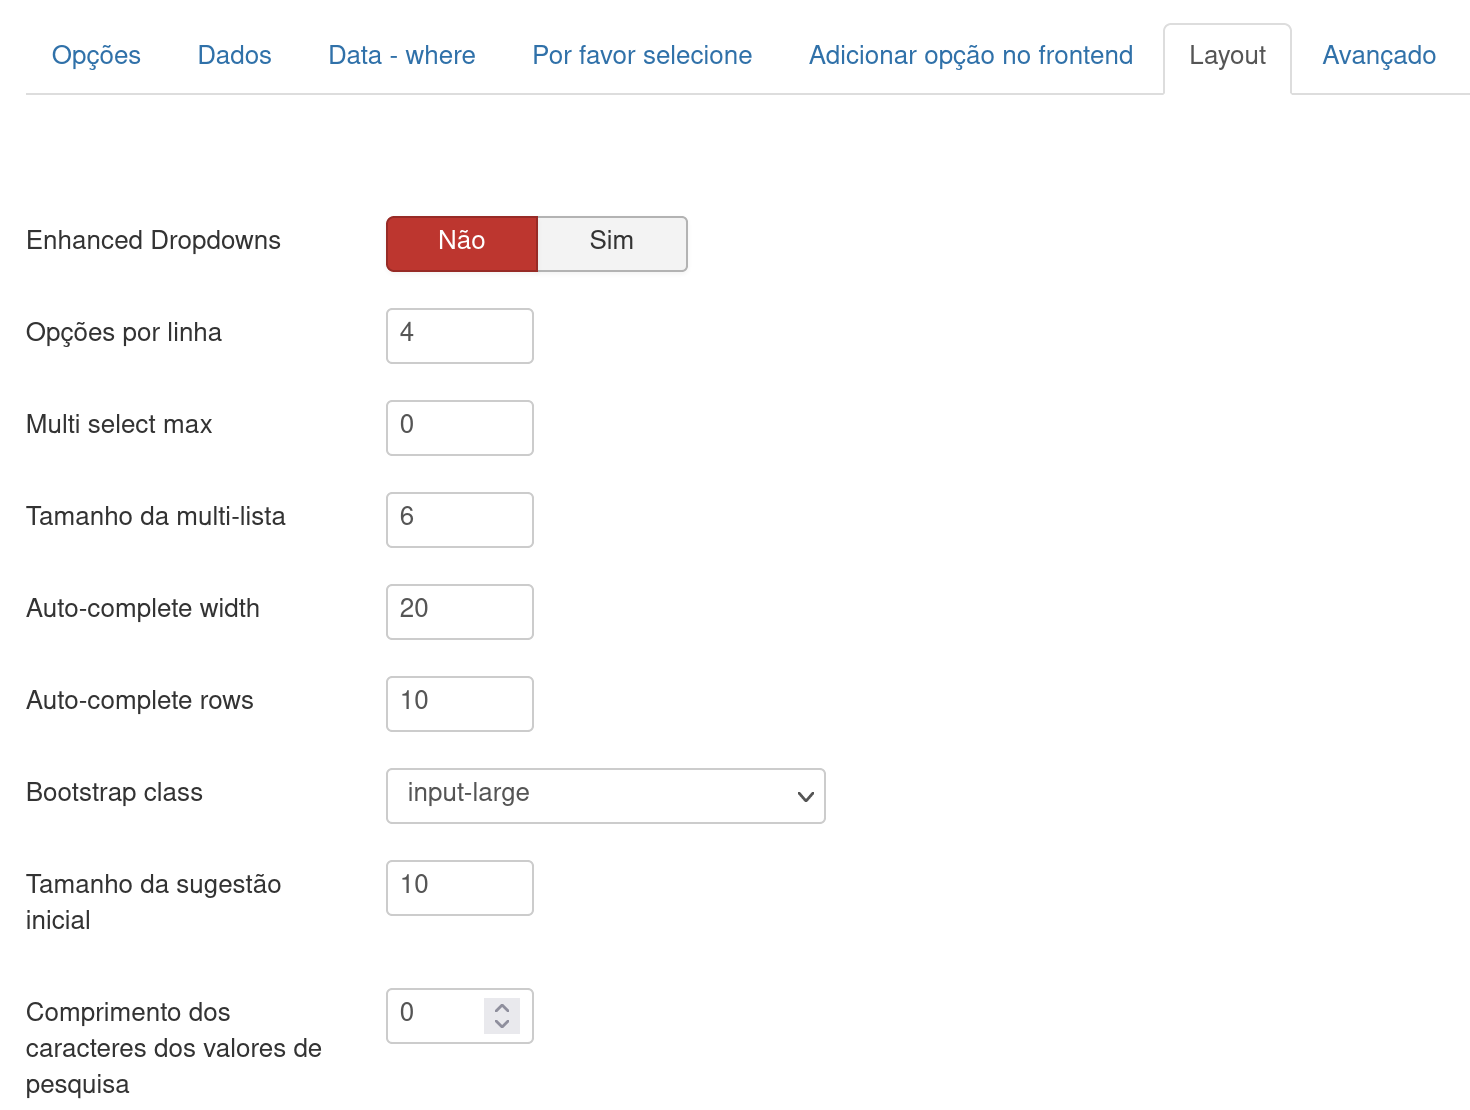 Opções Dados Data - where Por favor selecione Adicionar opção no frontend Layout Avançado
Enhanced Dropdowns Não Sim
Opções por linha 4
Multi select max 0
Tamanho da multi-lista 6
Auto-complete width 20
Auto-complete rows 10
Bootstrap class input-large
Tamanho da sugestão 10
inicial
Comprimento dos 0
caracteres dos valores de
pesquisa